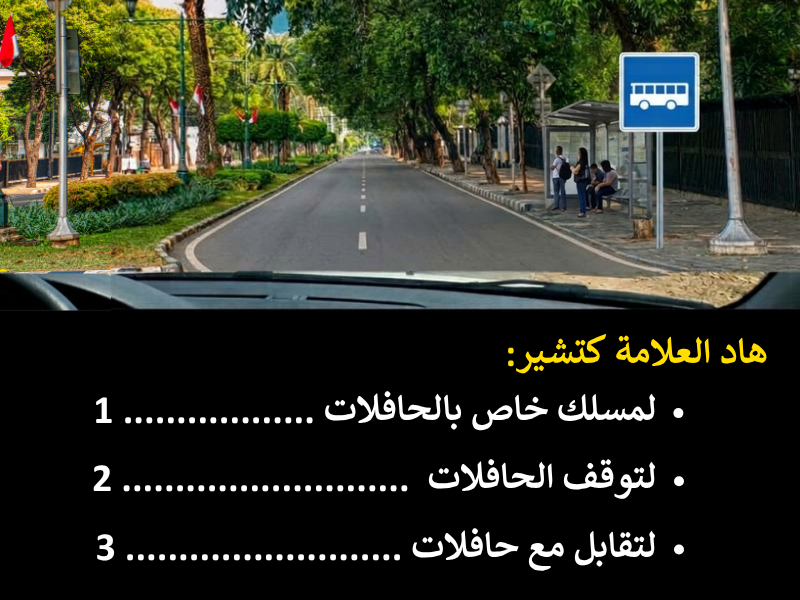 هاد العلامة كتشير:
• لمسلك خاص بالحافلات .................. 1
• لتوقف الحافلات ........................... 2
• لتقابل مع حافلات .......................... 3